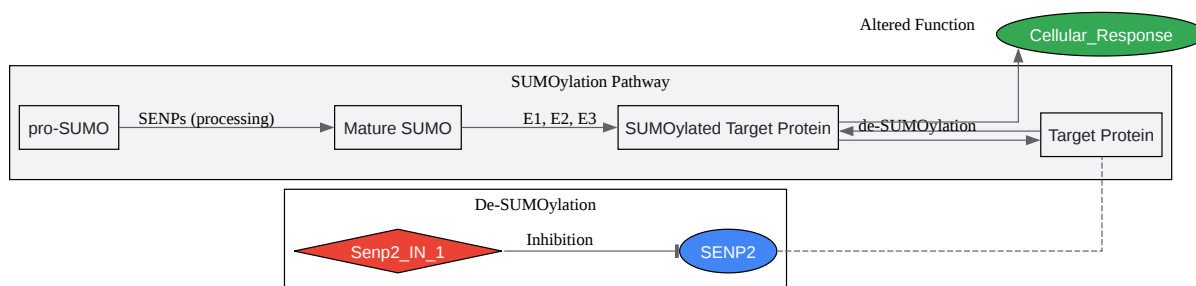 Altered Function
Cellular_Response
SUMOylation Pathway
pro-SUMO
SENPs (processing)
Mature SUMO
E1, E2, E3
SUMOylated Target Protein
de-SUMOylation
Target Protein
De-SUMOylation
Senp2_IN_1
Inhibition
SENP2